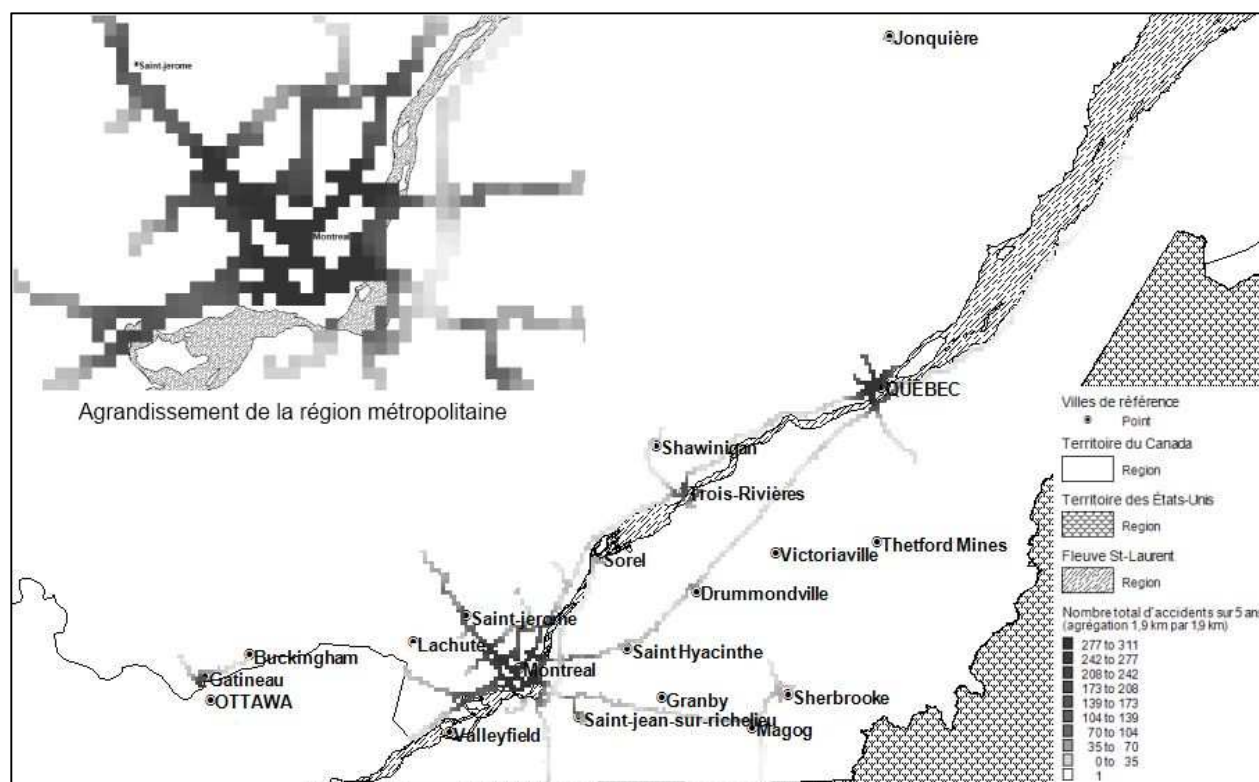 Saint-jerome
Montreal
Agrandissement de la région métropolitaine
Jonquière
QUEBEC
Shawinigan
Trois-Rivières
Sorel
Victoriaville
Thetford Mines
Drummondville
Saint-jerome
Lachute
Buckingham
Gatineau
OTTAWA
Montreal
Saint Hyacinthe
Granby
Sherbrooke
Saint-jean-sur-richelieu
Magog
Valleyfield
Villes de référence
Point
Territoire du Canada
Region
Territoire des États-Unis
Region
Fleuve St-Laurent
Region
Nombre total d'accidents sur 5 ans
(agrégation 1,9 km par 1,9 km)
277 to 311
242 to 277
208 to 242
173 to 208
139 to 173
104 to 139
70 to 104
35 to 70
0 to 35
1